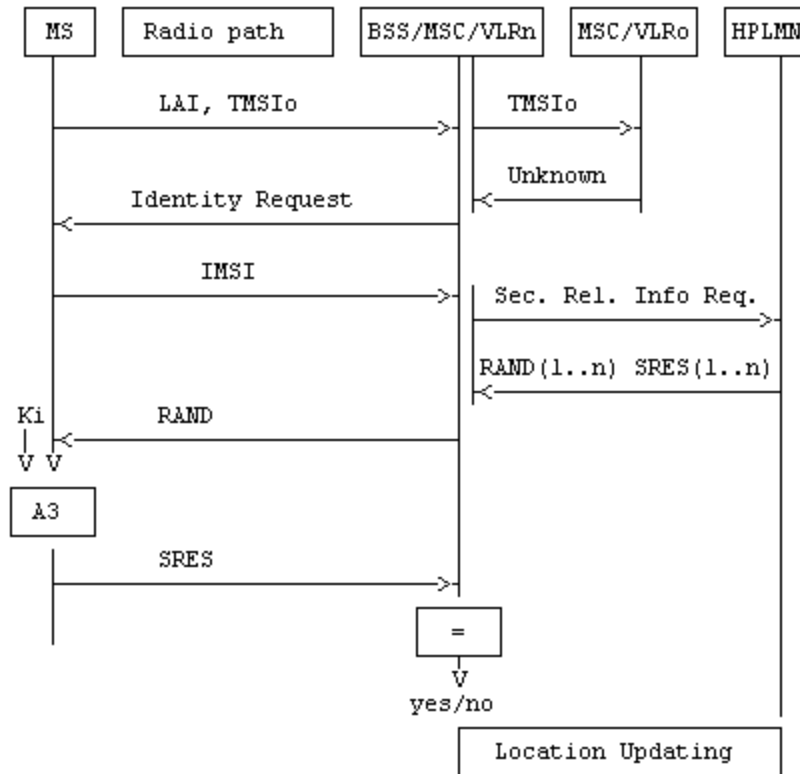 MS Radio path BSS/MSC/VLRn MSC/VLRo HPLMN
LAI, TMSIo TMSIo
Unknown
Identity Request
IMSI
Sec. Rel. Info Req.
RAND(1..n) SRES(1..n)
Ki RAND
A3
SRES
=
yes/no
Location Updating